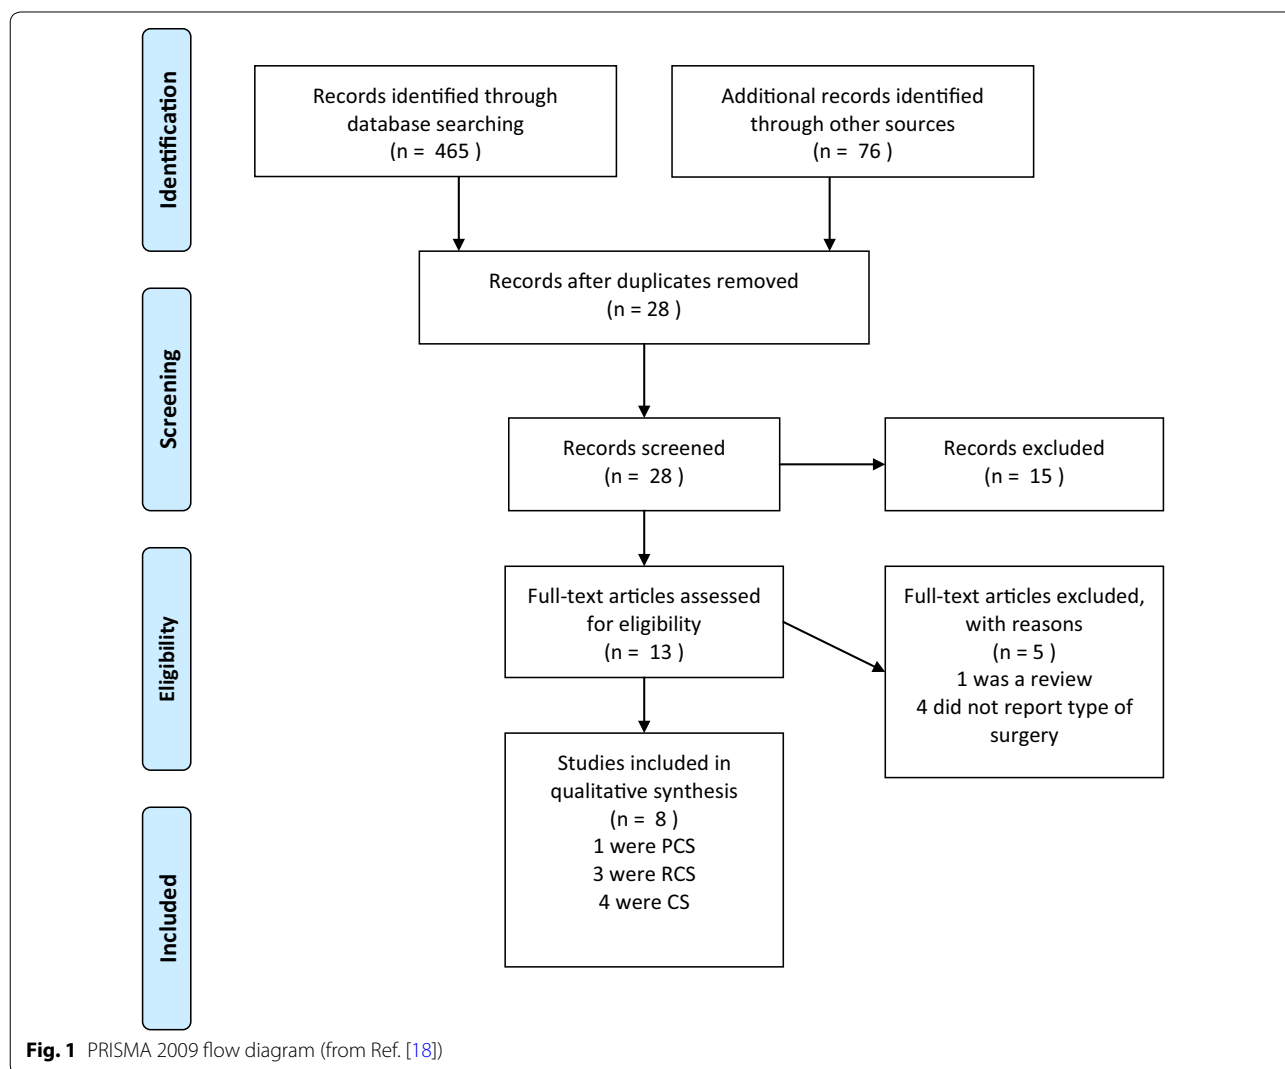 Identification
Records identified through
database searching
(n = 465 )
Additional records identified
through other sources
(n = 76 )
Records after duplicates removed
(n = 28 )
Screening
Records screened
(n = 28 )
Records excluded
(n = 15 )
Eligibility
Full-text articles assessed
for eligibility
(n = 13 )
Full-text articles excluded,
with reasons
(n = 5 )
1 was a review
4 did not report type of
surgery
Included
Studies included in
qualitative synthesis
(n = 8 )
1 were PCS
3 were RCS
4 were CS
Fig. 1 PRISMA 2009 flow diagram (from Ref. [18])